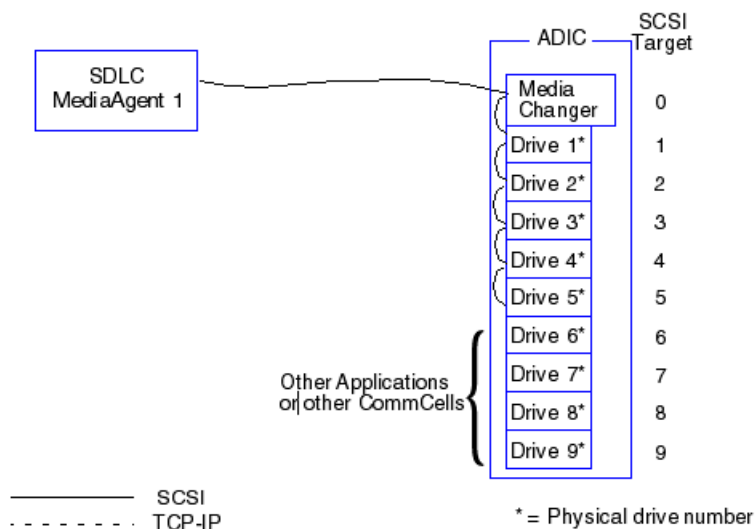 SCSI
Target
ADIC
SDLC
MediaAgent 1
Media
Changer
0
Drive 1* 1
Drive 2* 2
Drive 3* 3
Drive 4* 4
Drive 5* 5
Drive 6* 6
Drive 7* 7
Drive 8* 8
Drive 9* 9
Other Applications
or other CommCells
SCSI
TCP-IP
* = Physical drive number